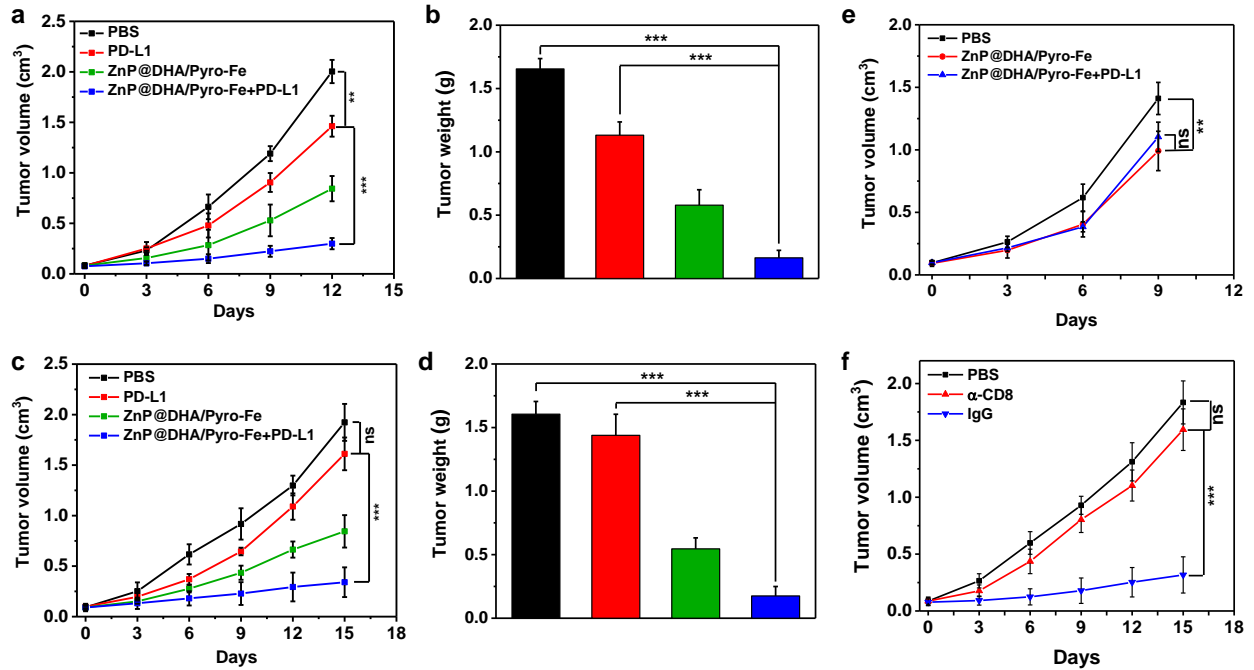 a
Tumor volume (cm³)
2.5
2.0
1.5
1.0
0.5
0.0
PBS
PD-L1
ZnP@DHA/Pyro-Fe
ZnP@DHA/Pyro-Fe+PD-L1
**
***
0 3 6 9 12 15
Days
b
Tumor weight (g)
2.0
1.5
1.0
0.5
0.0
***
***
e
Tumor volume (cm³)
2.0
1.5
1.0
0.5
0.0
PBS
ZnP@DHA/Pyro-Fe
ZnP@DHA/Pyro-Fe+PD-L1
ns
**
0 3 6 9 12
Days
c
Tumor volume (cm³)
2.5
2.0
1.5
1.0
0.5
0.0
PBS
PD-L1
ZnP@DHA/Pyro-Fe
ZnP@DHA/Pyro-Fe+PD-L1
ns
***
0 3 6 9 12 15 18
Days
d
Tumor weight (g)
2.0
1.5
1.0
0.5
0.0
***
***
f
Tumor volume (cm³)
2.0
1.5
1.0
0.5
0.0
PBS
α-CD8
IgG
ns
***
0 3 6 9 12 15 18
Days